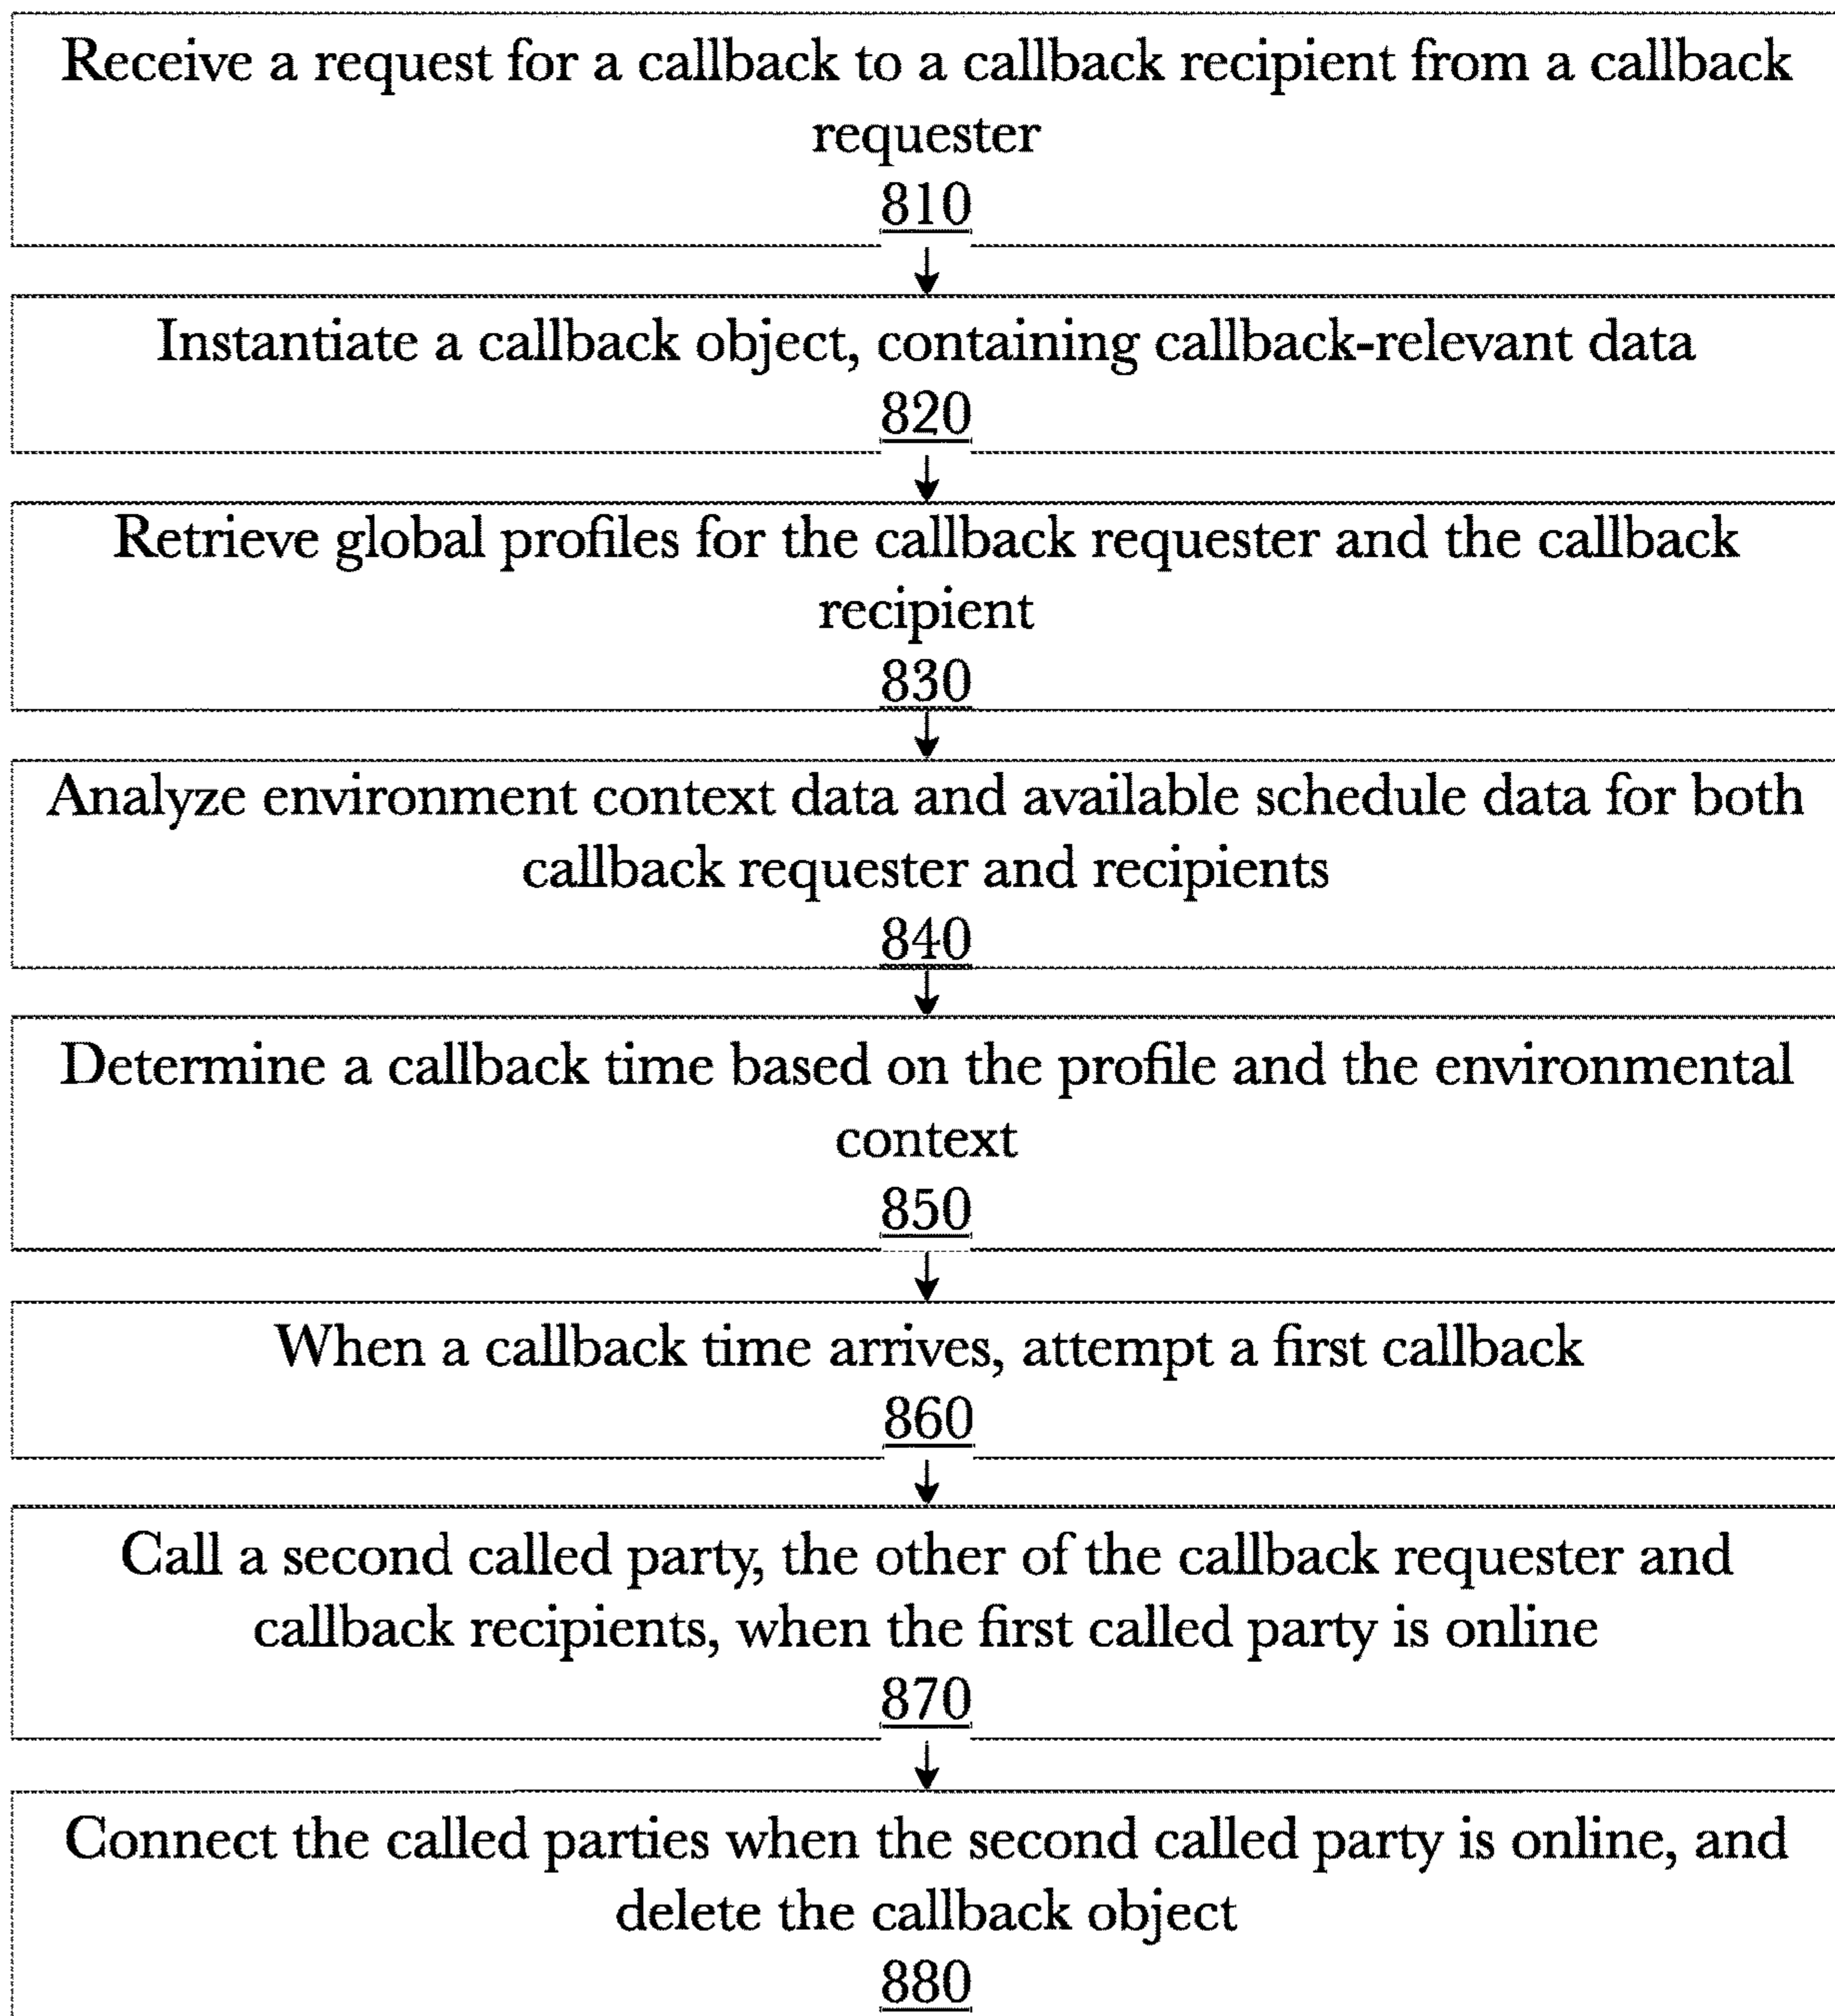 Receive a request for a callback to a callback recipient from a callback
requester
810
Instantiate a callback object, containing callback-relevant data
820
Retrieve global profiles for the callback requester and the callback
recipient
830
Analyze environment context data and available schedule data for both
callback requester and recipients
840
Determine a callback time based on the profile and the environmental
context
850
When a callback time arrives, attempt a first callback
860
Call a second called party, the other of the callback requester and
callback recipients, when the first called party is online
870
Connect the called parties when the second called party is online, and
delete the callback object
880